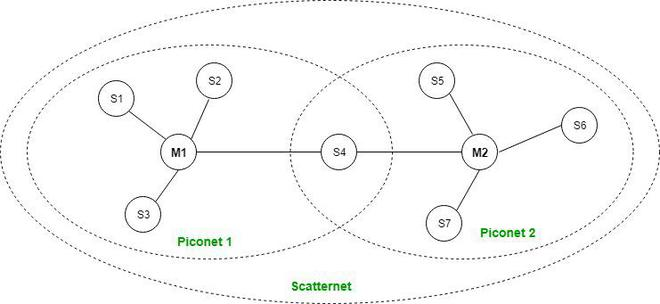 S1
S2
S5
S6
M1
S4
M2
S3
S7
Piconet 1
Piconet 2
Scatternet